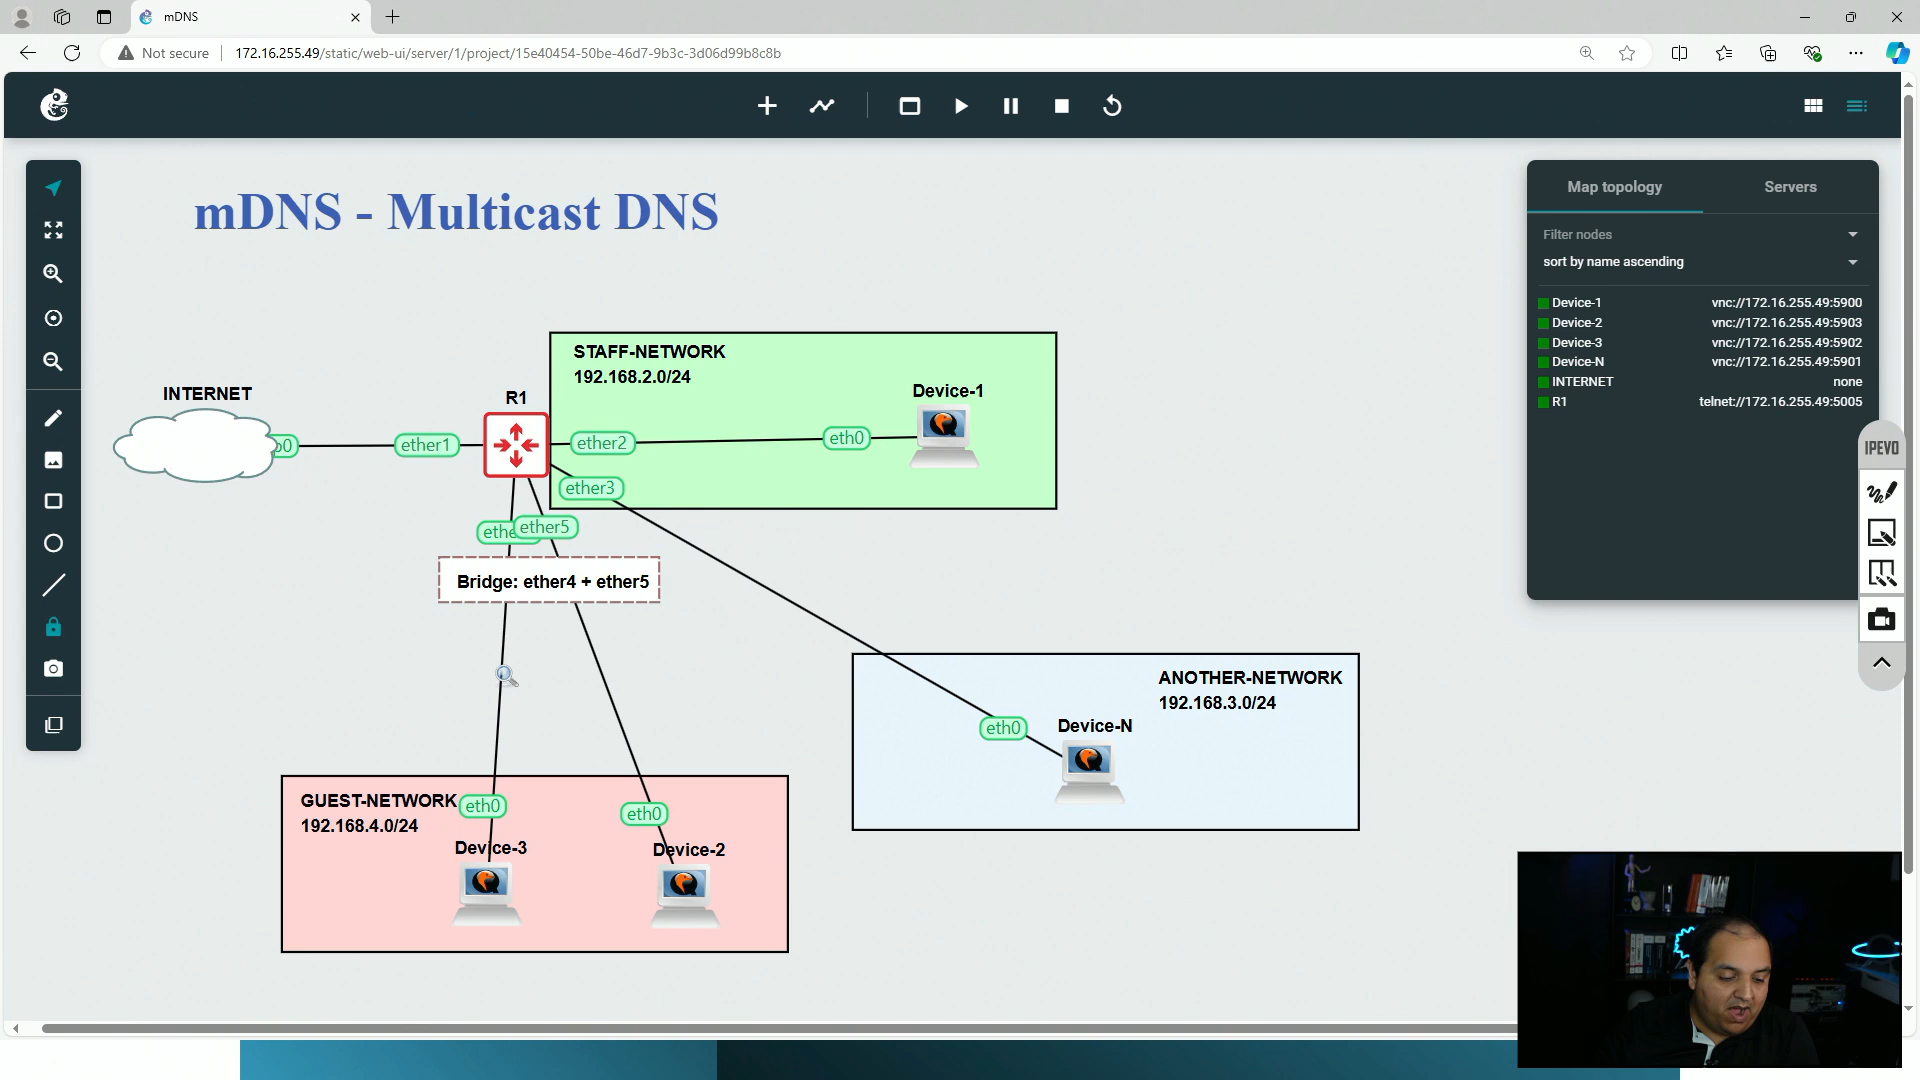 mDNS
Not secure
172.16.255.49/static/web-ui/server/1/project/15e40454-50be-46d7-9b3c-3d06d99b8c8b
mDNS - Multicast DNS
Map topology
Servers
Filter nodes
sort by name ascending
Device-1 vnc://172.16.255.49:5900
Device-2 vnc://172.16.255.49:5903
Device-3 vnc://172.16.255.49:5902
Device-N vnc://172.16.255.49:5901
INTERNET none
R1 telnet://172.16.255.49:5005
IPEVO
STAFF-NETWORK
192.168.2.0/24
INTERNET
R1
Device-1
ether1
ether2
eth0
ether3
ether5
Bridge: ether4 + ether5
ANOTHER-NETWORK
192.168.3.0/24
eth0
Device-N
GUEST-NETWORK
192.168.4.0/24
eth0
eth0
Device-3
Device-2